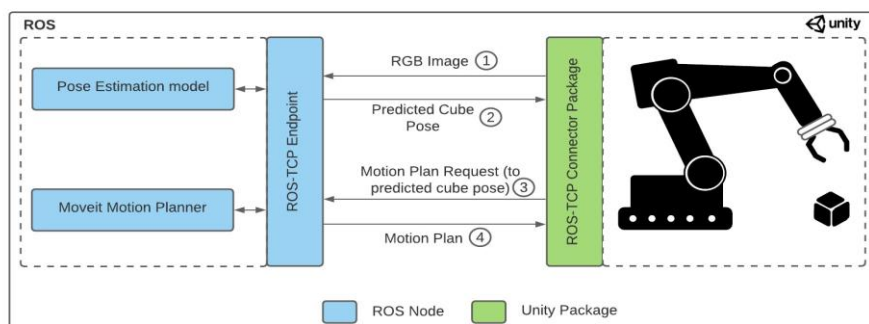 ROS
unity
Pose Estimation model
Moveit Motion Planner
ROS-TCP Endpoint
RGB Image 1
Predicted Cube
Pose 2
Motion Plan Request (to
predicted cube pose) 3
Motion Plan 4
ROS-TCP Connector Package
ROS Node
Unity Package